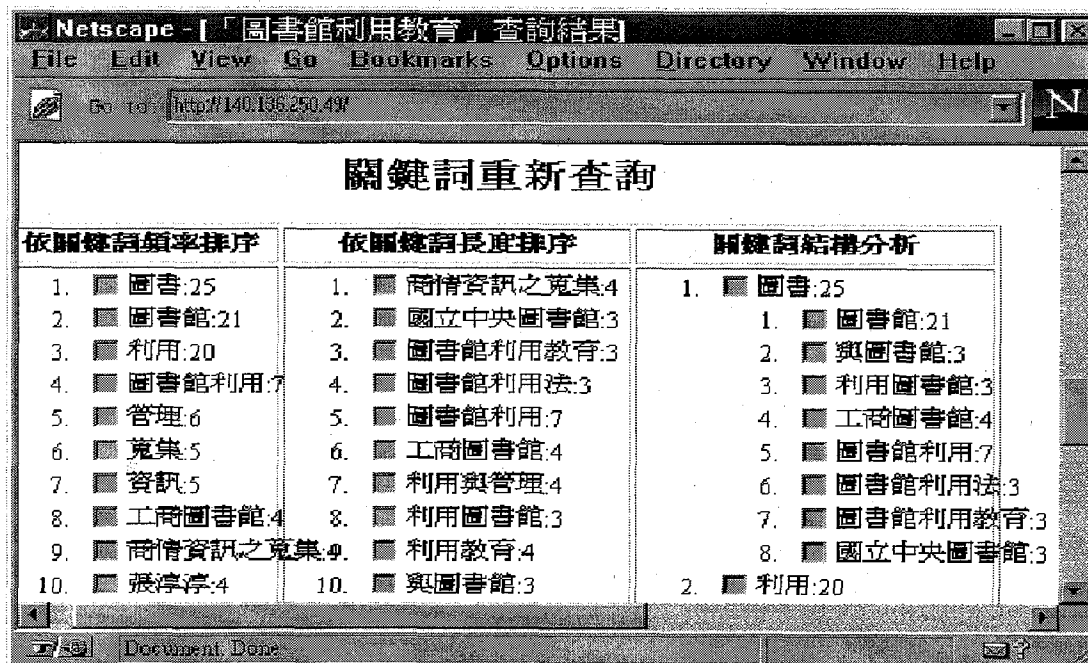 Netscape - [「圖書館利用教育」查詢結果]
File Edit View Go Bookmarks Options Directory Window Help
Go to http://140.136.250.49/
N
關鍵詞重新查詢
依關鍵詞頻率排序 依關鍵詞長度排序 關鍵詞結構分析
1. 圖書:25 1. 商情資訊之蒐集:4 1. 圖書:25
2. 圖書館:21 2. 國立中央圖書館:3 1. 圖書館:21
3. 利用:20 3. 圖書館利用教育:3 2. 與圖書館:3
4. 圖書館利用:7 4. 圖書館利用法:3 3. 利用圖書館:3
5. 管理:6 5. 圖書館利用:7 4. 工商圖書館:4
6. 蒐集:5 6. 工商圖書館:4 5. 圖書館利用:7
7. 資訊:5 7. 利用與管理:4 6. 圖書館利用法:3
8. 工商圖書館:4 8. 利用圖書館:3 7. 圖書館利用教育:3
9. 商情資訊之蒐集:4 9. 利用教育:4 8. 國立中央圖書館:3
10. 張淳淳:4 10. 與圖書館:3 2. 利用:20
Document: Done